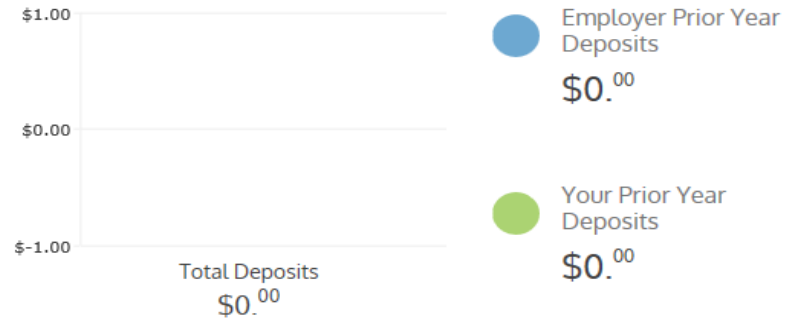 $1.00
$0.00
$-1.00
Total Deposits
$0.00
Employer Prior Year
Deposits
$0.00
Your Prior Year
Deposits
$0.00